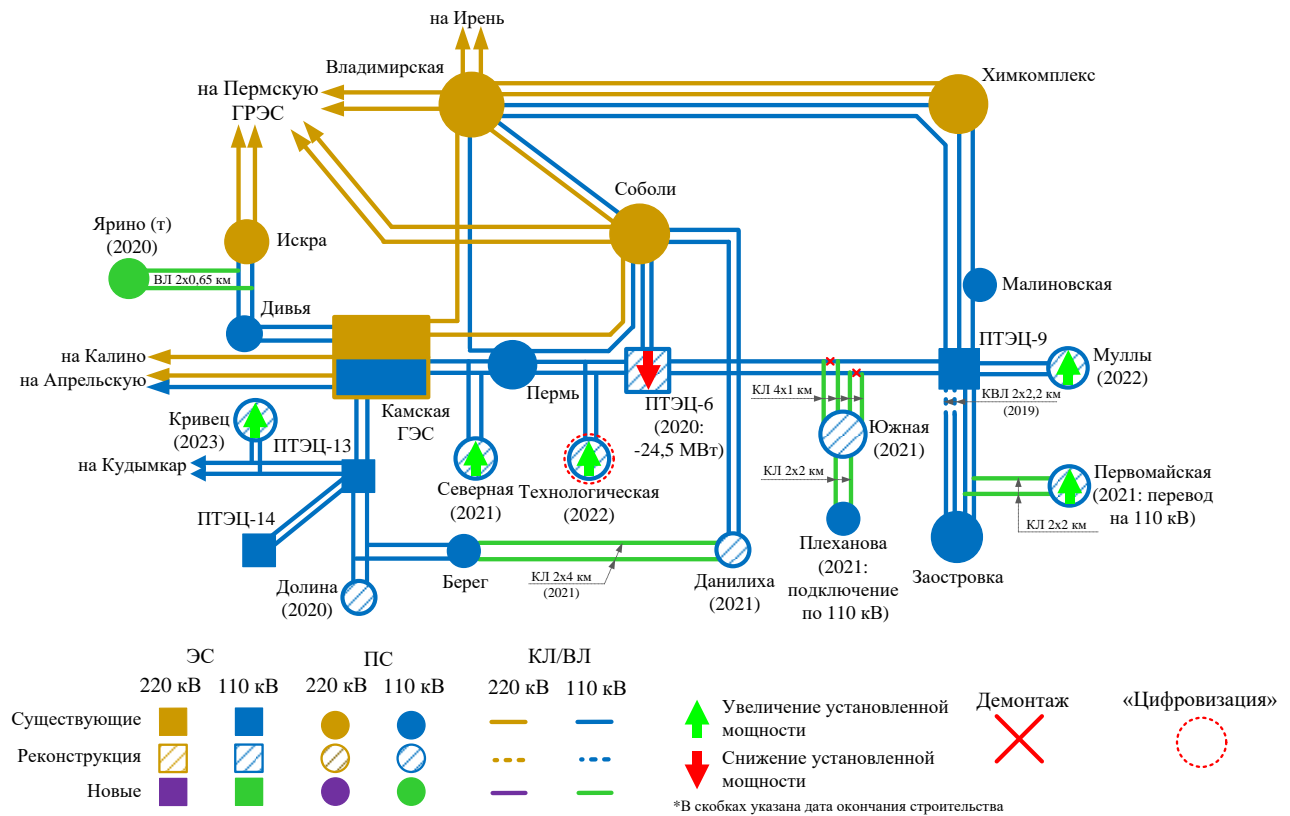 на Ирень
Владимирская
Химкомплекс
на Пермскую
ГРЭС
Соболи
Ярино (т)
(2020)
Искра
ВЛ 2х0,65 км
Малиновская
Дивья
ПТЭЦ-9
на Калино
на Апрельскую
Муллы
(2022)
Пермь
Камская
ГЭС
ПТЭЦ-6
(2020:
-24,5 МВт)
КЛ 4х1 км
КВЛ 2х2,2 км
(2019)
Кривец
(2023)
ПТЭЦ-13
Южная
(2021)
на Кудымкар
КЛ 2х2 км
Северная
(2021)
Технологическая
(2022)
Первомайская
(2021: перевод
на 110 кВ)
КЛ 2х2 км
ПТЭЦ-14
Плеханова
(2021:
подключение
по 110 кВ)
Заостровка
Долина
(2020)
Берег
КЛ 2х4 км
(2021)
Данилиха
(2021)
ЭС
ПС
КЛ/ВЛ
220 кВ
110 кВ
220 кВ
110 кВ
220 кВ
110 кВ
Существующие
Реконструкция
Новые
Увеличение установленной
мощности
Снижение установленной
мощности
Демонтаж
«Цифровизация»
*В скобках указана дата окончания строительства